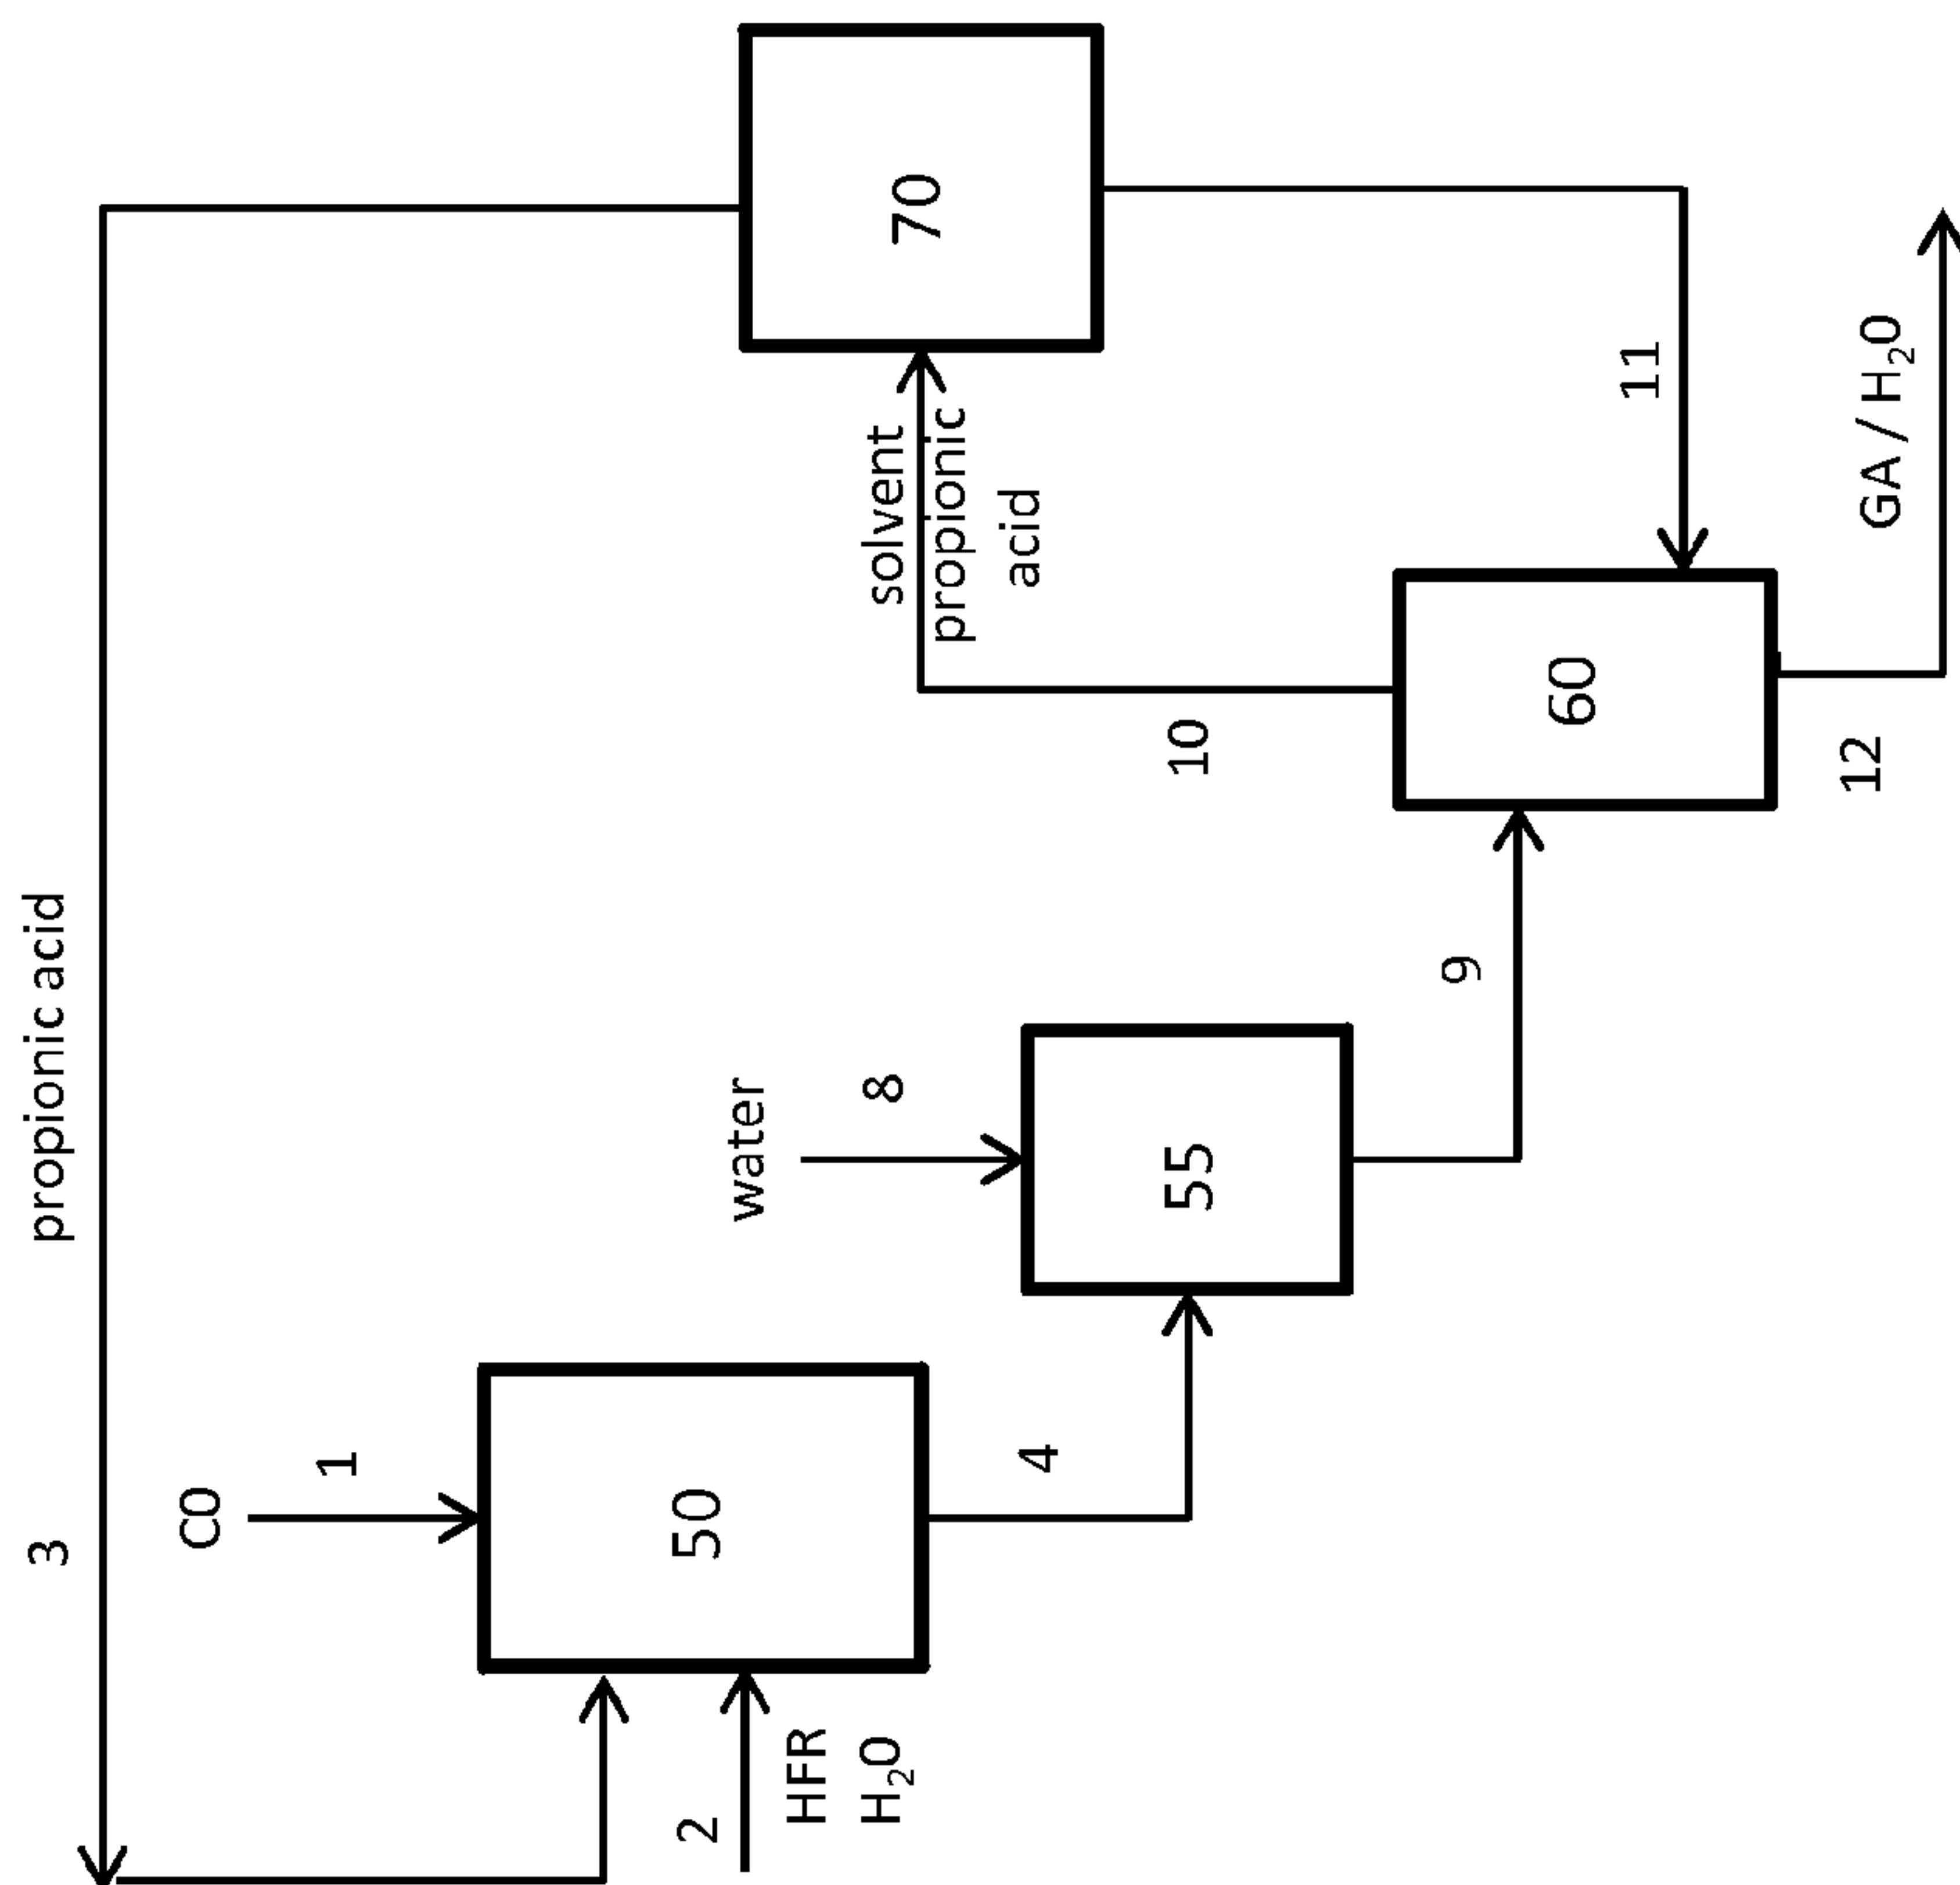 3
propionic acid
CO
1
2
HFR
H₂O
50
4
water
8
55
9
60
10
solvent
propionic
acid
70
11
12
GA / H₂O